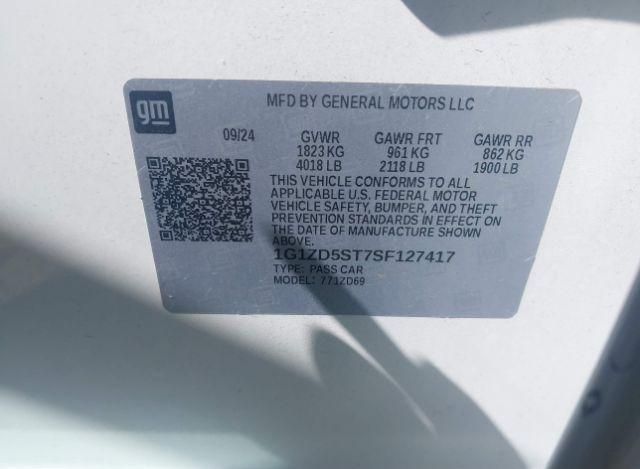 gm
MFD BY GENERAL MOTORS LLC
09/24 GVWR GAWR FRT GAWR RR
1823 KG 961 KG 862 KG
4018 LB 2118 LB 1900 LB
THIS VEHICLE CONFORMS TO ALL
APPLICABLE U.S. FEDERAL MOTOR
VEHICLE SAFETY, BUMPER, AND THEFT
PREVENTION STANDARDS IN EFFECT ON
THE DATE OF MANUFACTURE SHOWN
ABOVE.
1G1ZD5ST7SF127417
TYPE: PASS CAR
MODEL: 771ZD69